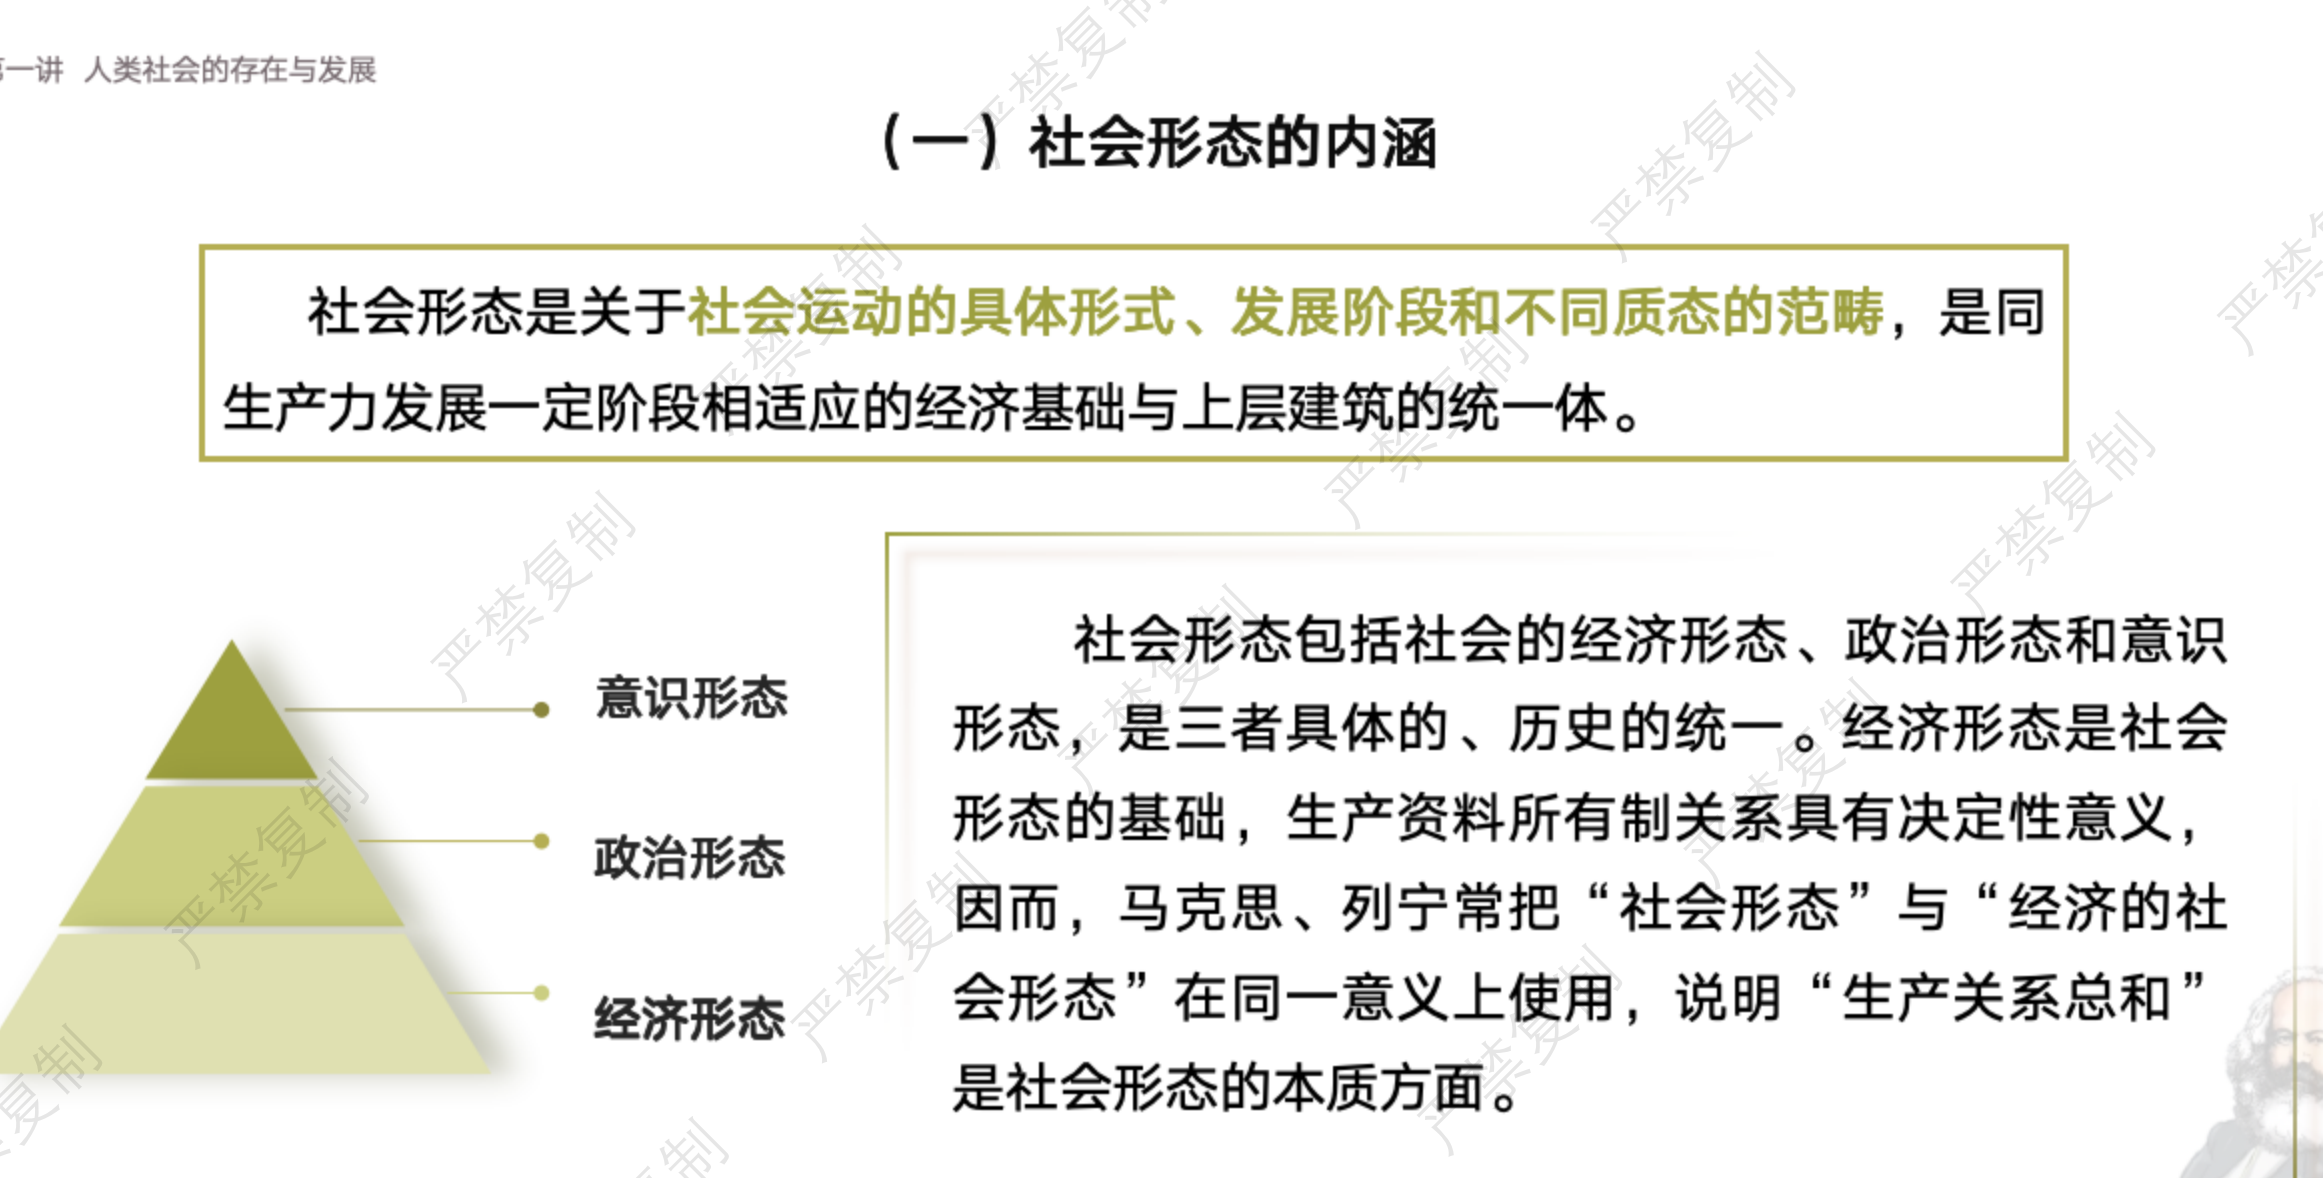 一讲 人类社会的存在与发展
（一）社会形态的内涵
社会形态是关于社会运动的具体形式、发展阶段和不同质态的范畴，是同
生产力发展一定阶段相适应的经济基础与上层建筑的统一体。
意识形态
政治形态
经济形态
社会形态包括社会的经济形态、政治形态和意识
形态，是三者具体的、历史的统一。经济形态是社会
形态的基础，生产资料所有制关系具有决定性意义，
因而，马克思、列宁常把“社会形态”与“经济的社
会形态”在同一意义上使用，说明“生产关系总和”
是社会形态的本质方面。
严禁复制
严禁复制
严禁复制
严禁复制
严禁复制
严禁复制
严禁复制
严禁复制
严禁复制
严禁复制
严禁复制
严禁复制
严禁
禁复制
制